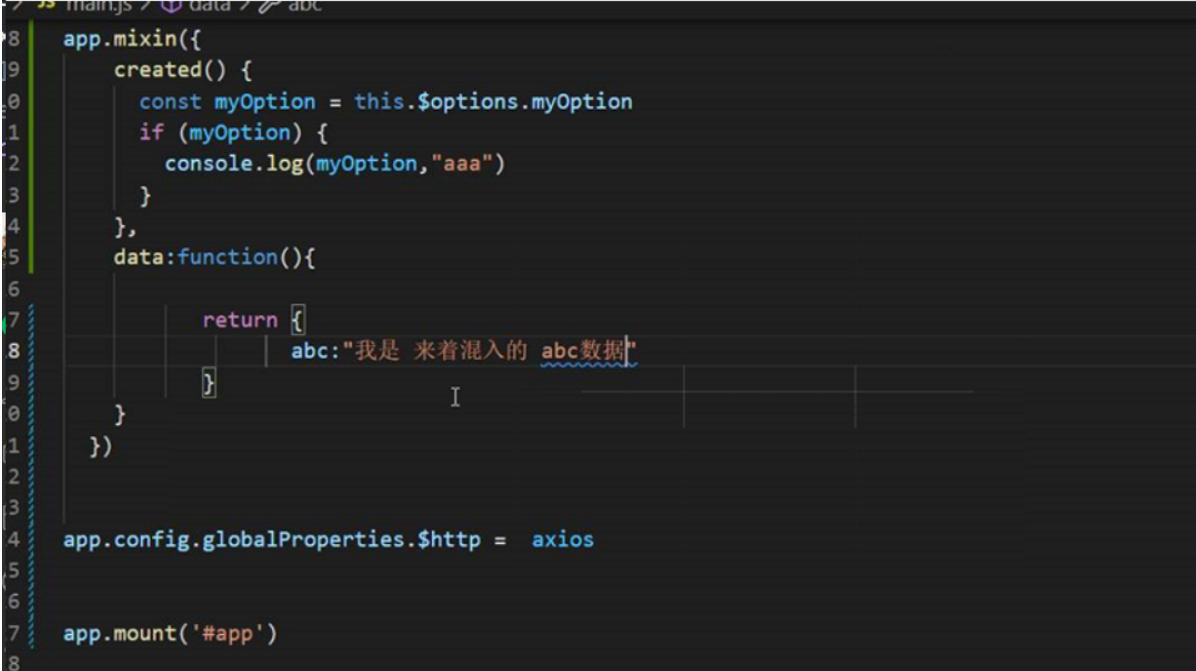 main.js > data > abc
8 app.mixin({
9 created() {
0 const myOption = this.$options.myOption
1 if (myOption) {
2 console.log(myOption,"aaa")
3 }
4 },
5 data:function(){
6
7 return {
8 abc:"我是 来着混入的 abc数据"
9 }
0 }
1 })
2
3
4 app.config.globalProperties.$http = axios
5
6
7 app.mount('#app')
8